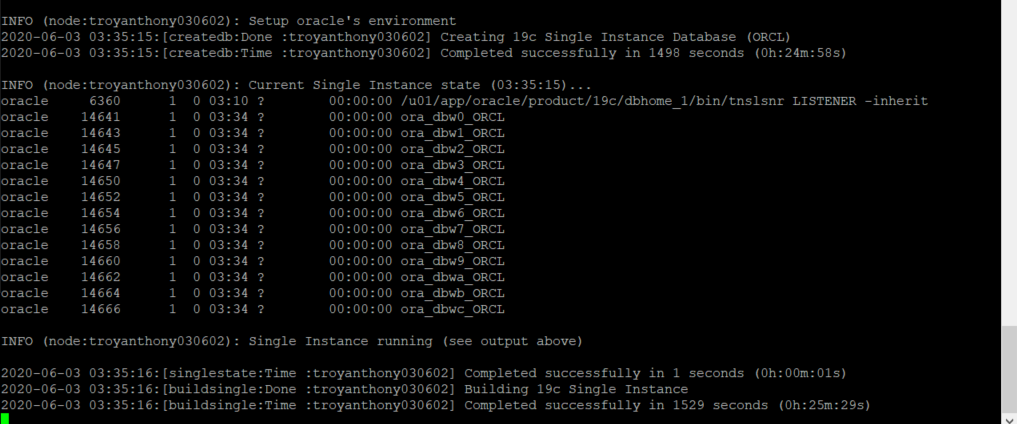 INFO (node:troyanthony030602): Setup oracle's environment
2020-06-03 03:35:15:[createdb:Done :troyanthony030602] Creating 19c Single Instance Database (ORCL)
2020-06-03 03:35:15:[createdb:Time :troyanthony030602] Completed successfully in 1498 seconds (0h:24m:58s)
INFO (node:troyanthony030602): Current Single Instance state (03:35:15)...
oracle     6360      1  0 03:10 ?        00:00:00 /u01/app/oracle/product/19c/dbhome_1/bin/tnslsnr LISTENER -inherit
oracle    14641      1  0 03:34 ?        00:00:00 ora_dbw0_ORCL
oracle    14643      1  0 03:34 ?        00:00:00 ora_dbw1_ORCL
oracle    14645      1  0 03:34 ?        00:00:00 ora_dbw2_ORCL
oracle    14647      1  0 03:34 ?        00:00:00 ora_dbw3_ORCL
oracle    14650      1  0 03:34 ?        00:00:00 ora_dbw4_ORCL
oracle    14652      1  0 03:34 ?        00:00:00 ora_dbw5_ORCL
oracle    14654      1  0 03:34 ?        00:00:00 ora_dbw6_ORCL
oracle    14656      1  0 03:34 ?        00:00:00 ora_dbw7_ORCL
oracle    14658      1  0 03:34 ?        00:00:00 ora_dbw8_ORCL
oracle    14660      1  0 03:34 ?        00:00:00 ora_dbw9_ORCL
oracle    14662      1  0 03:34 ?        00:00:00 ora_dbwa_ORCL
oracle    14664      1  0 03:34 ?        00:00:00 ora_dbwb_ORCL
oracle    14666      1  0 03:34 ?        00:00:00 ora_dbwc_ORCL
INFO (node:troyanthony030602): Single Instance running (see output above)
2020-06-03 03:35:16:[singlestate:Time :troyanthony030602] Completed successfully in 1 seconds (0h:00m:01s)
2020-06-03 03:35:16:[buildsingle:Done :troyanthony030602] Building 19c Single Instance
2020-06-03 03:35:16:[buildsingle:Time :troyanthony030602] Completed successfully in 1529 seconds (0h:25m:29s)